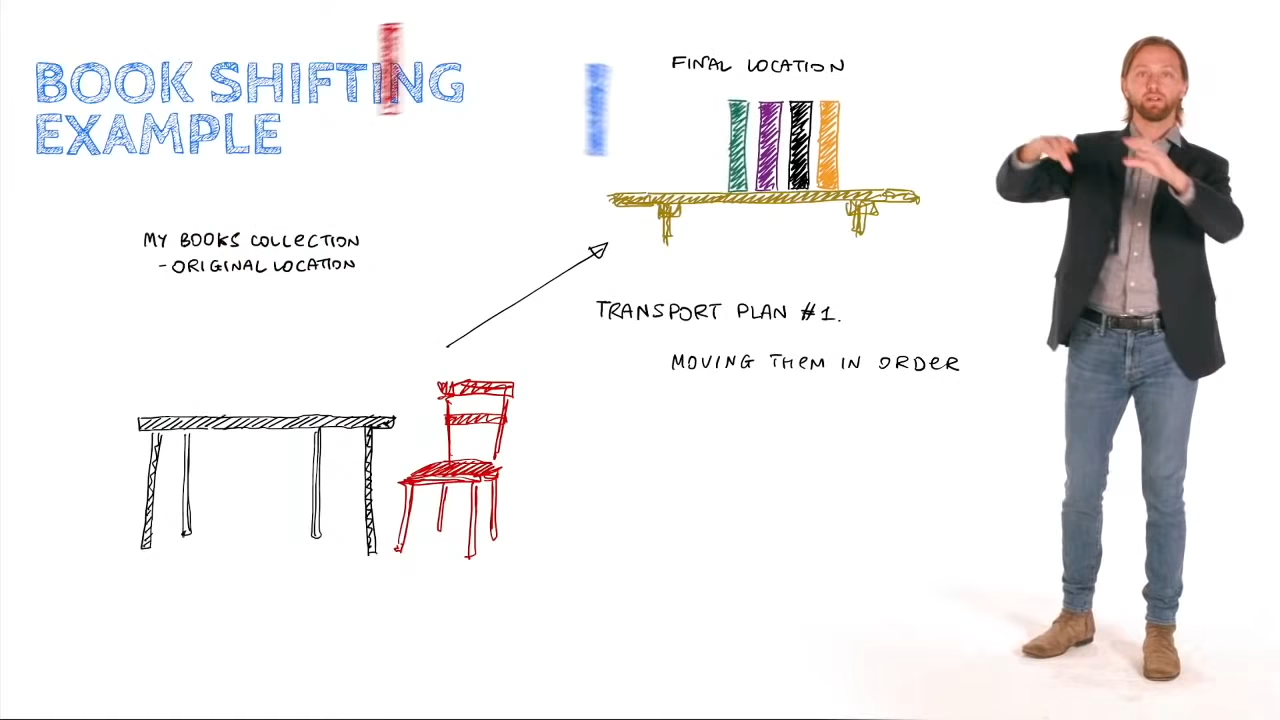 BOOK SHIFTING
EXAMPLE
FINAL LOCATION
MY BOOKS COLLECTION
- ORIGINAL LOCATION
TRANSPORT PLAN #1.
MOVING THEM IN ORDER